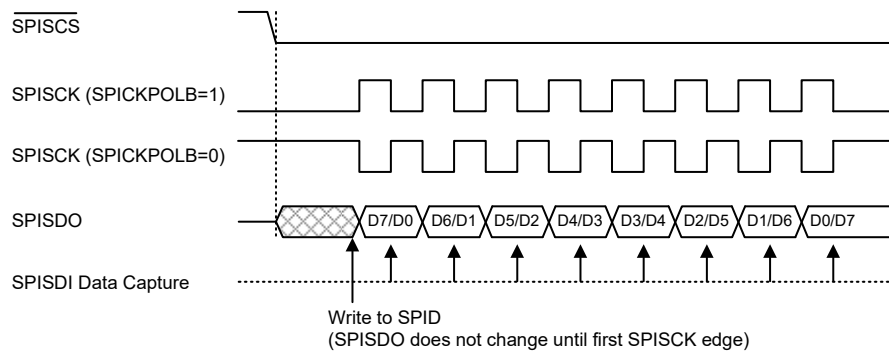 SPISCS
SPISCK (SPICKPOLB=1)
SPISCK (SPICKPOLB=0)
SPISDO
D7/D0 D6/D1 D5/D2 D4/D3 D3/D4 D2/D5 D1/D6 D0/D7
SPISDI Data Capture
Write to SPID
(SPISDO does not change until first SPISCK edge)